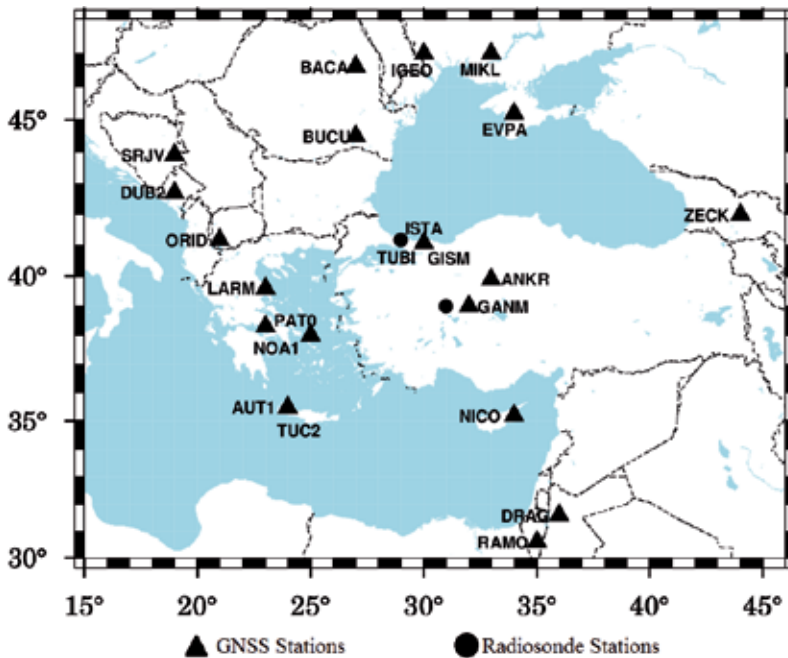 BACA
IGEO
MIKL
45°
EVPA
BUCU
SRJV
DUB2
ZECK
ISTA
ORID
TUBI
GISM
40°
ANKR
LARM
GANM
PAT0
NOA1
AUT1
NICO
35°
TUC2
DRAG
RAMO
30°
15° 20° 25° 30° 35° 40° 45°
GNSS Stations Radiosonde Stations